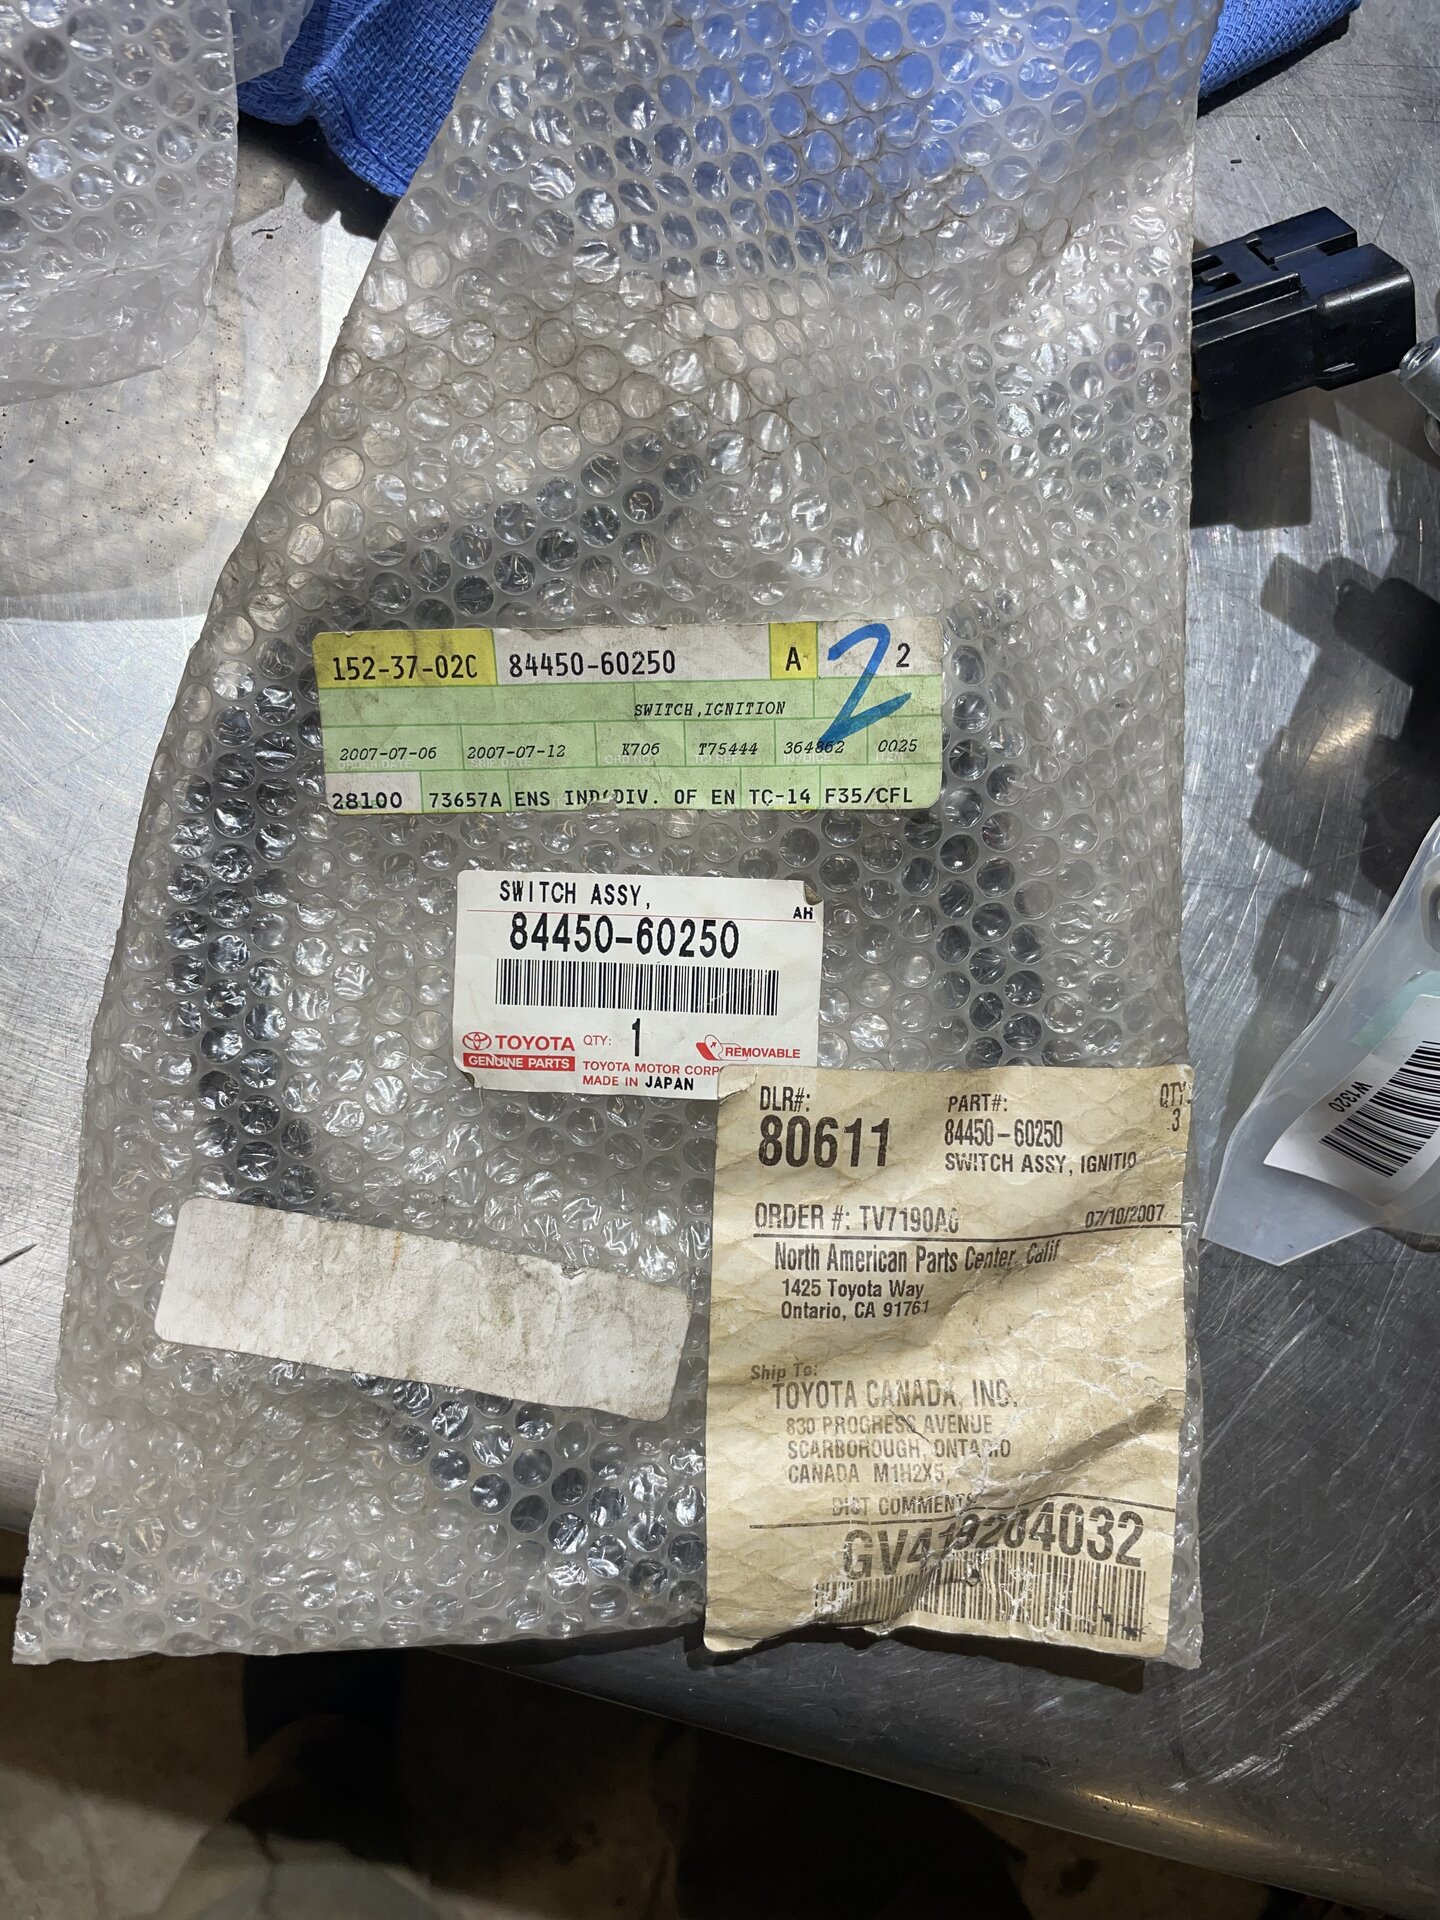 152-37-02C 84450-60250 A 2 2
SWITCH,IGNITION
2007-07-06 2007-07-12 K706 T75444 364862 0025
28100 73657A ENS IND(DIV. OF EN TC-14 F35/CFL
SWITCH ASSY,
AH
84450-60250
TOYOTA QTY: 1 REMOVABLE
GENUINE PARTS TOYOTA MOTOR CORPO
MADE IN JAPAN
DLR#: PART#: QTY:
80611 84450-60250 3
SWITCH ASSY, IGNITIO
ORDER #: TV7190A6 07/10/2007
North American Parts Center, Calif
1425 Toyota Way
Ontario, CA 91761
Ship To:
TOYOTA CANADA, INC.
830 PROGRESS AVENUE
SCARBOROUGH, ONTARIO
CANADA M1H2X5,
DIST COMMENTS
GV419204032
W4320